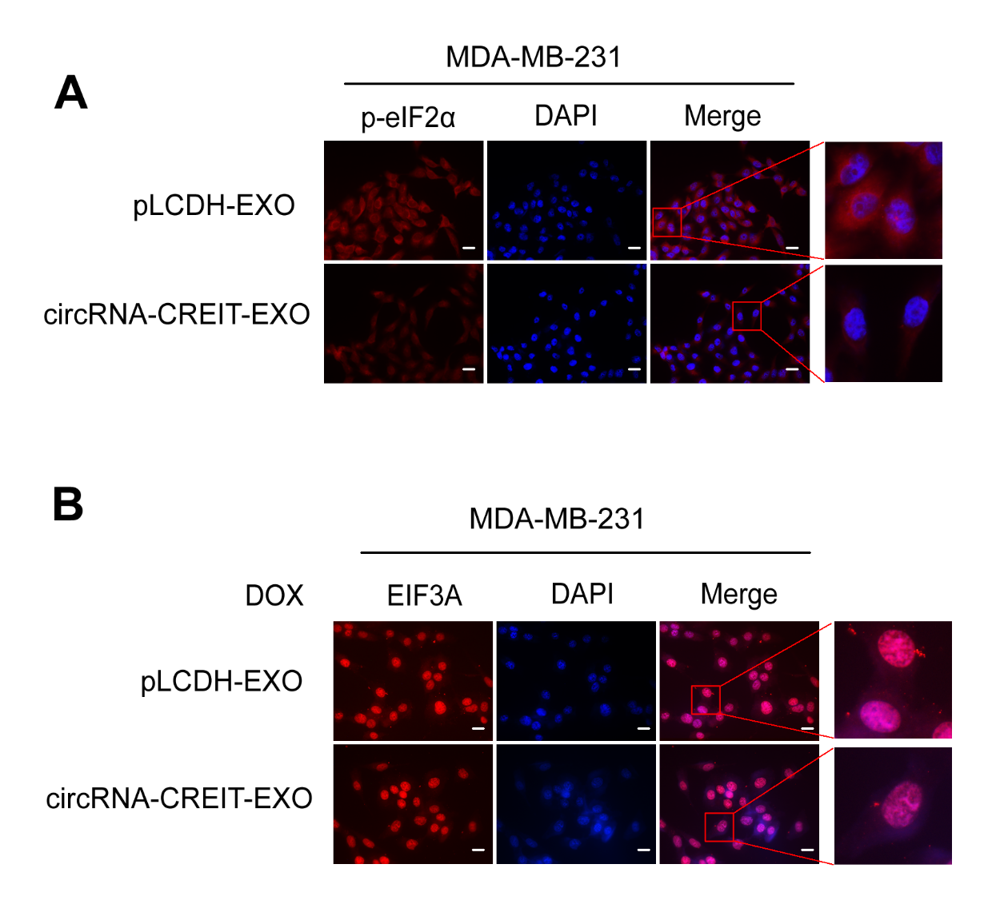 A
MDA-MB-231
p-eIF2α DAPI Merge
pLCDH-EXO
circRNA-CREIT-EXO
B
MDA-MB-231
DOX EIF3A DAPI Merge
pLCDH-EXO
circRNA-CREIT-EXO